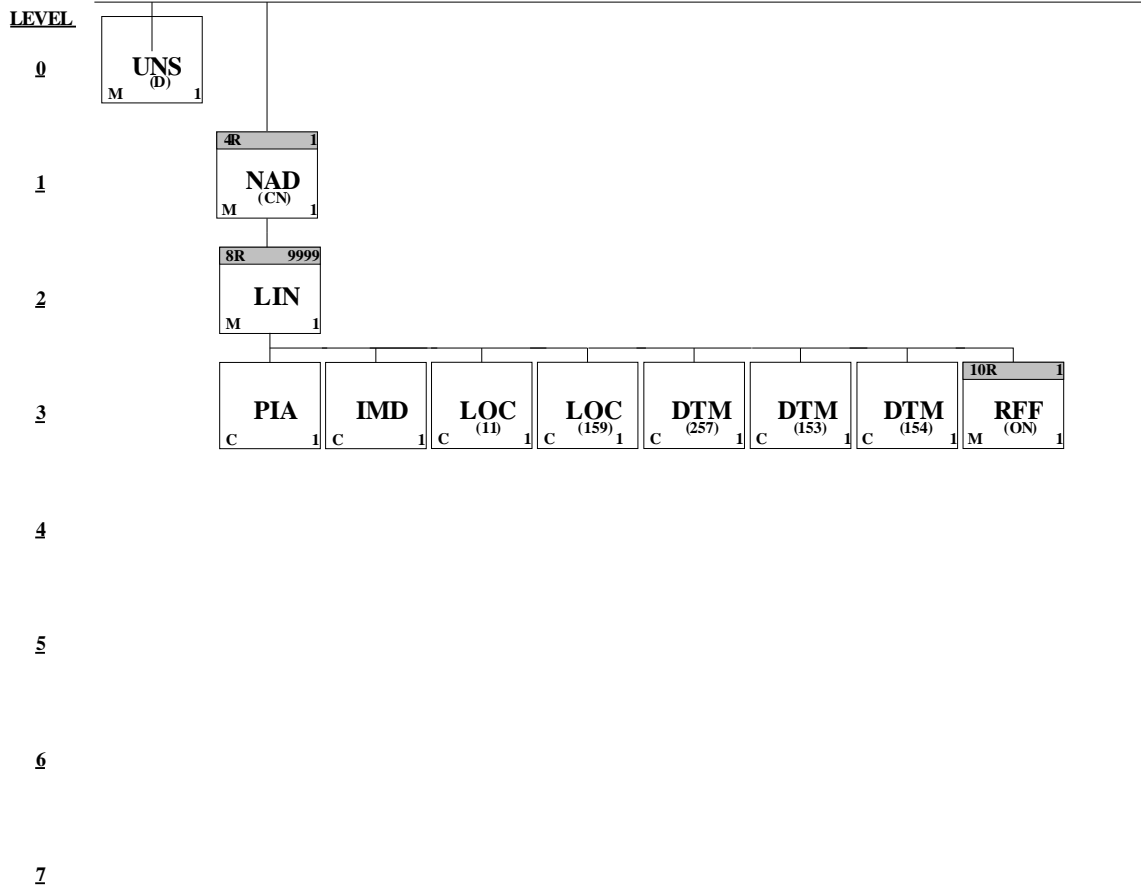 LEVEL
0
UNS
(D)
M 1
4R 1
1
NAD
(CN)
M 1
8R 9999
2
LIN
M 1
10R 1
3
PIA IMD LOC LOC DTM DTM DTM RFF
(11) (159) (257) (153) (154) (ON)
C 1 C 1 C 1 C 1 C 1 C 1 C 1 M 1
4
5
6
7